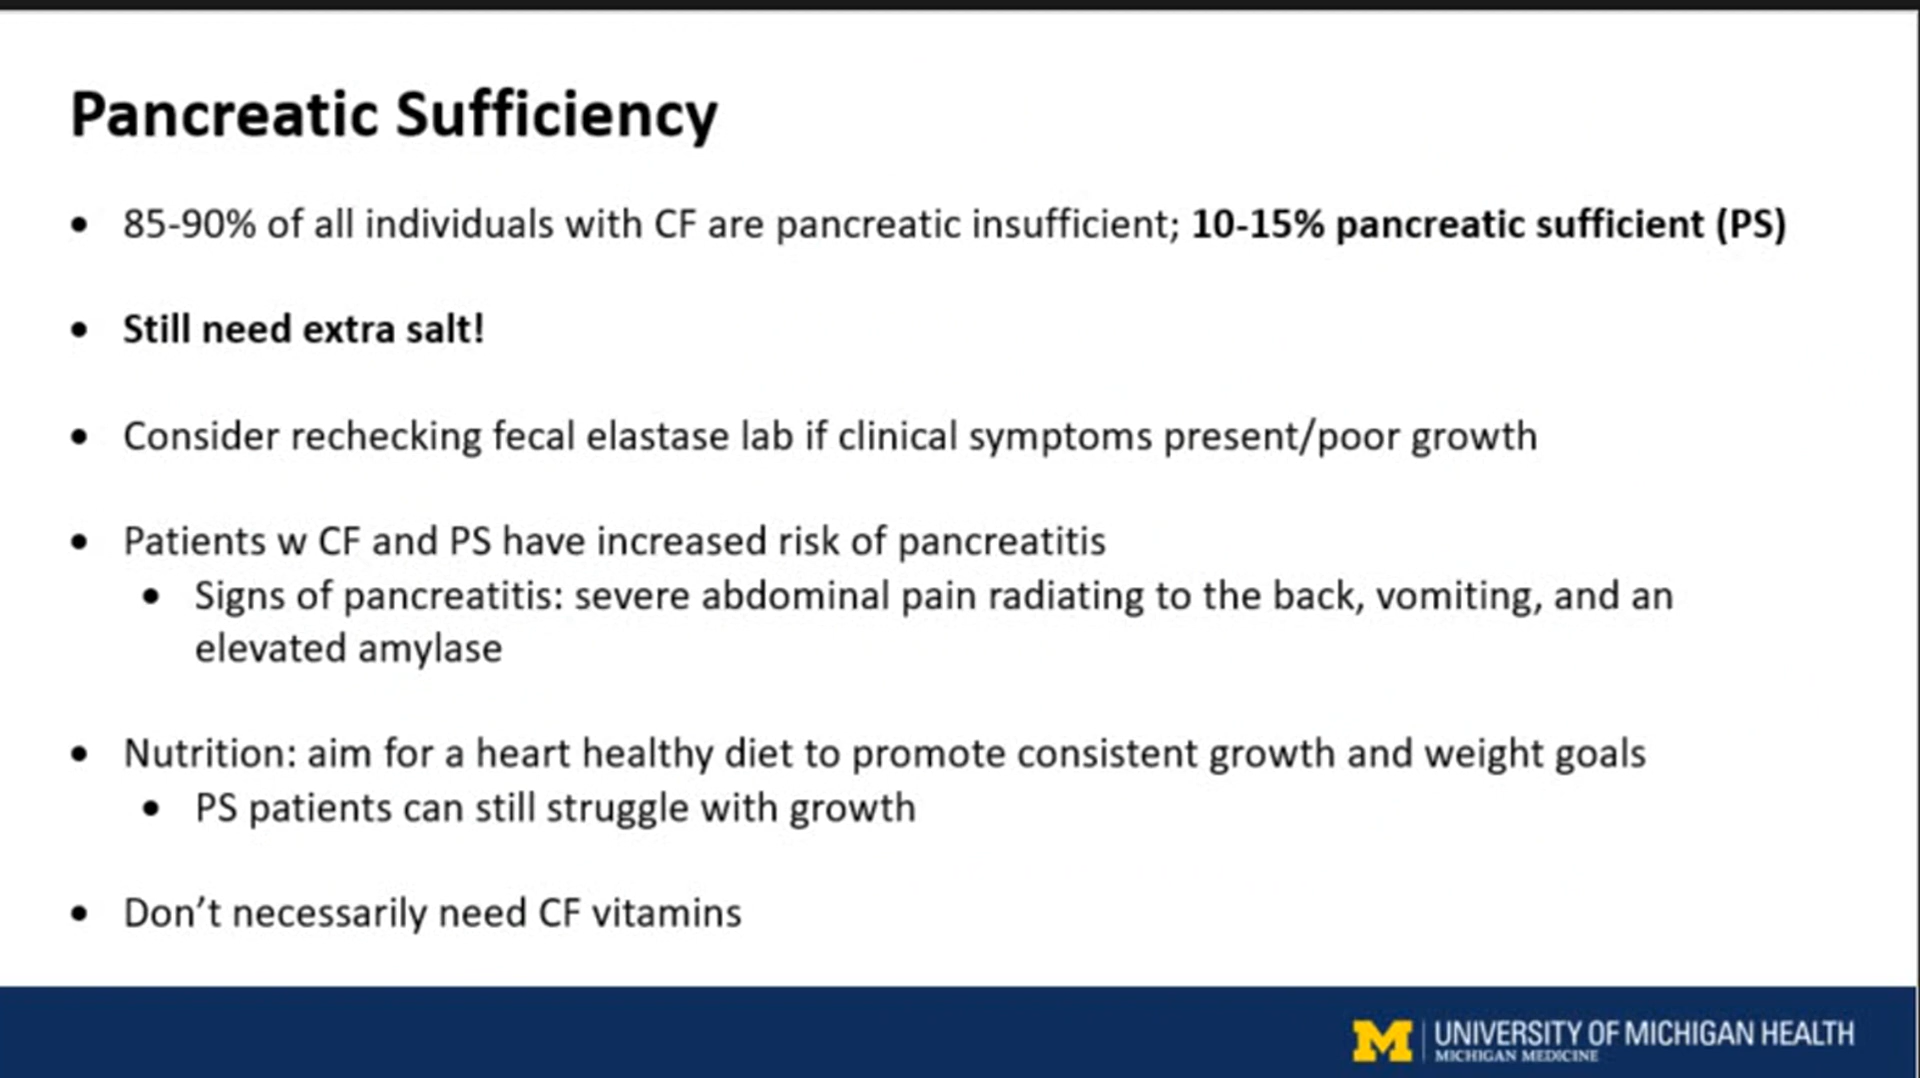 Pancreatic Sufficiency
• 85-90% of all individuals with CF are pancreatic insufficient; 10-15% pancreatic sufficient (PS)
• Still need extra salt!
• Consider rechecking fecal elastase lab if clinical symptoms present/poor growth
• Patients w CF and PS have increased risk of pancreatitis
• Signs of pancreatitis: severe abdominal pain radiating to the back, vomiting, and an
elevated amylase
• Nutrition: aim for a heart healthy diet to promote consistent growth and weight goals
• PS patients can still struggle with growth
• Don’t necessarily need CF vitamins
M UNIVERSITY OF MICHIGAN HEALTH
MICHIGAN MEDICINE